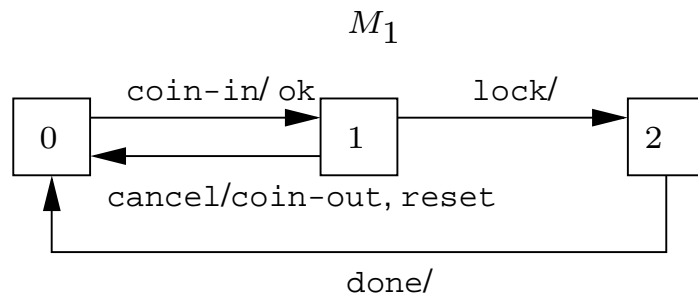 M1
coin-in/ ok
lock/
0
1
2
cancel/coin-out, reset
done/